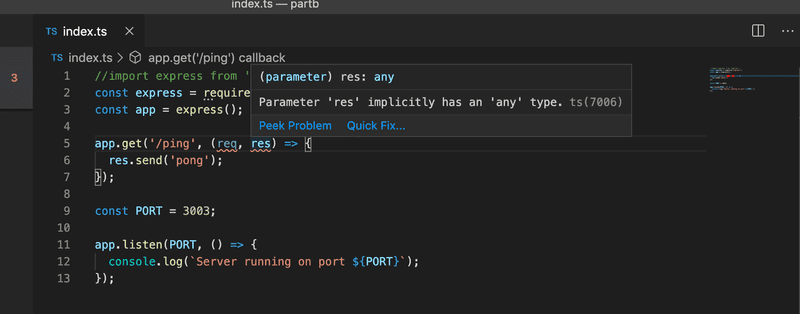 index.ts — partb
TS index.ts ×
TS index.ts > app.get('/ping') callback
3
1 //import express from '
2 const express = require
3 const app = express();
4
5 app.get('/ping', (req, res) => {
6 res.send('pong');
7 });
8
9 const PORT = 3003;
10
11 app.listen(PORT, () => {
12 console.log(`Server running on port ${PORT}`);
13 });
(parameter) res: any
Parameter 'res' implicitly has an 'any' type. ts(7006)
Peek Problem Quick Fix...